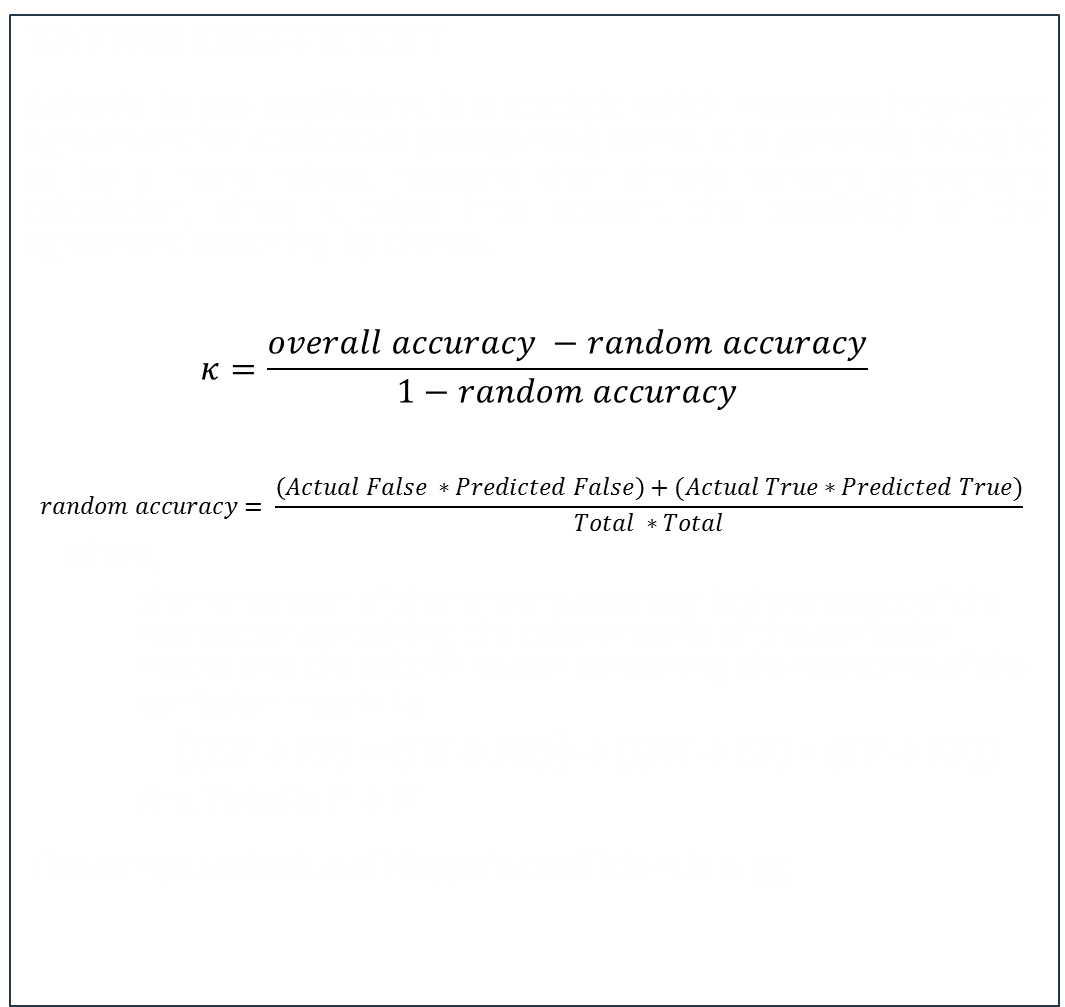 κ = (overall accuracy − random accuracy) / (1 − random accuracy)
random accuracy = ((Actual False * Predicted False) + (Actual True * Predicted True)) / (Total * Total)